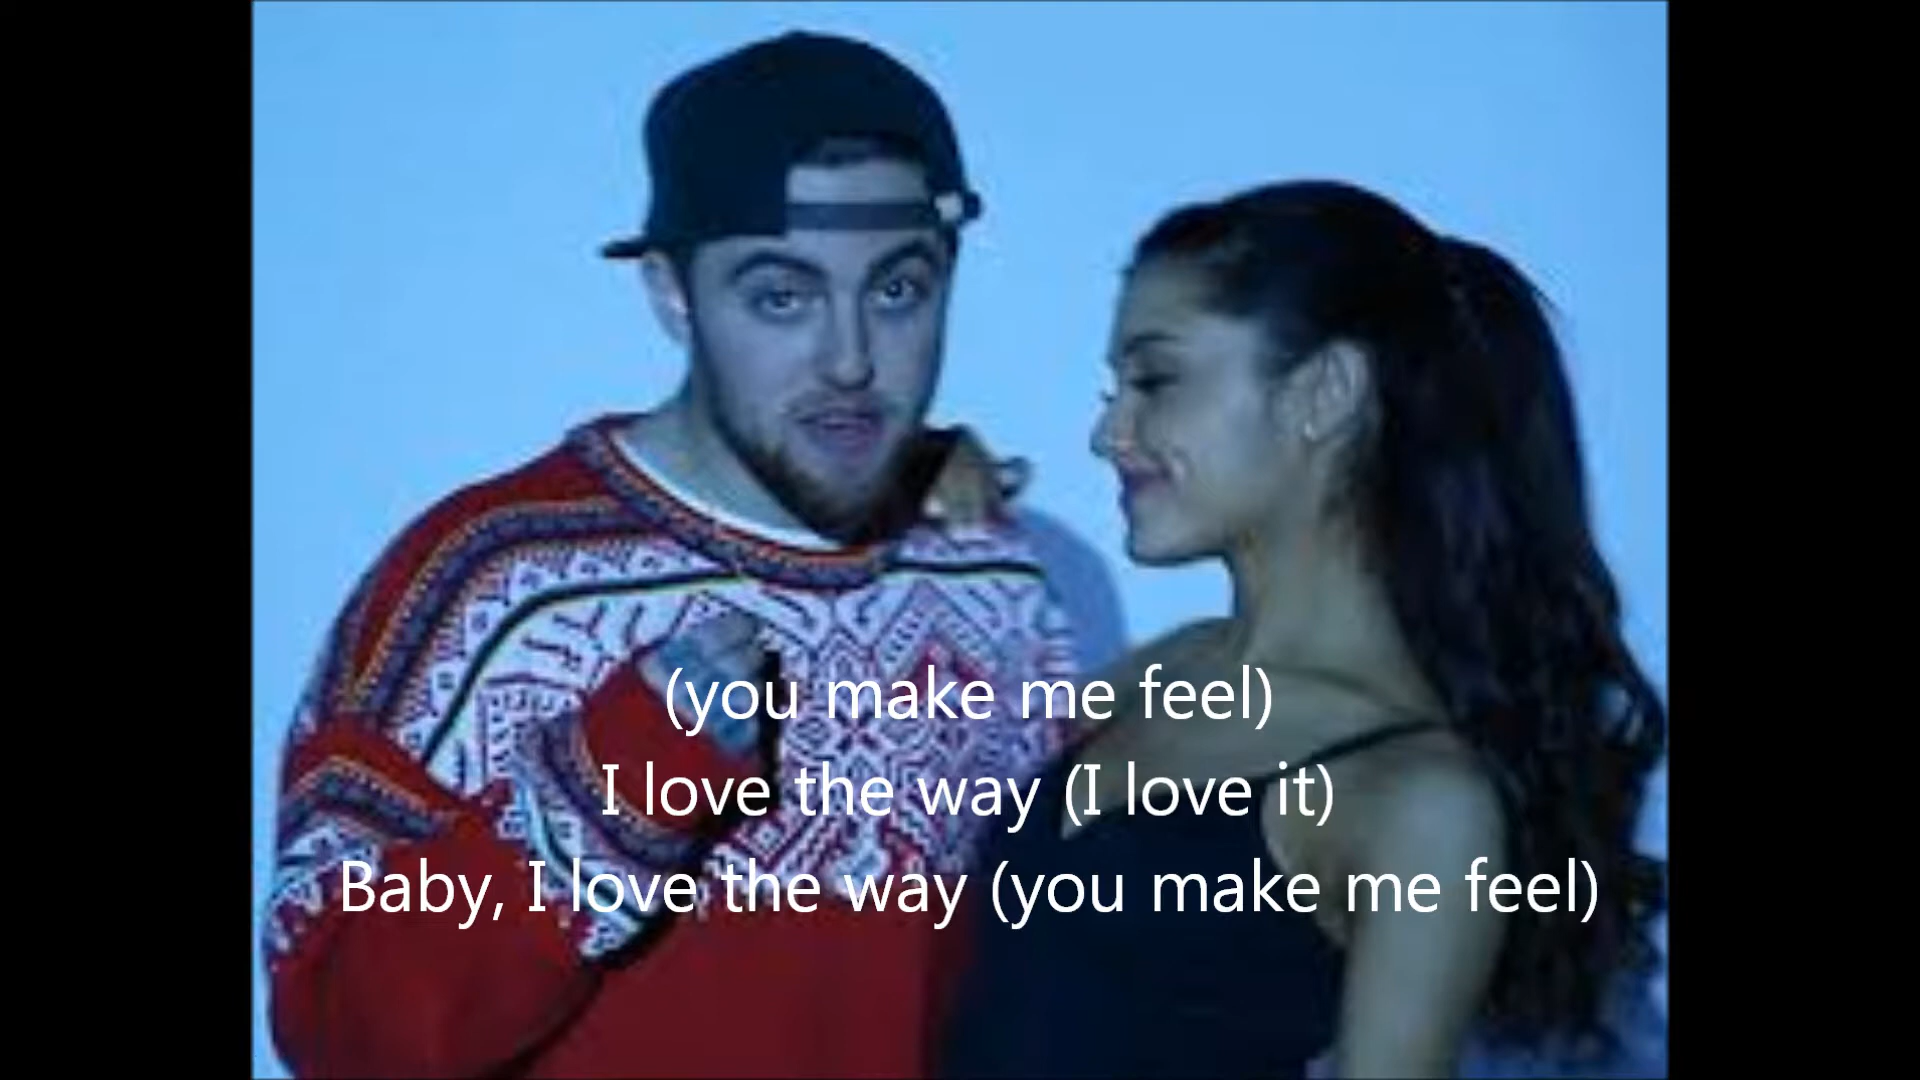 (you make me feel)
I love the way (I love it)
Baby, I love the way (you make me feel)